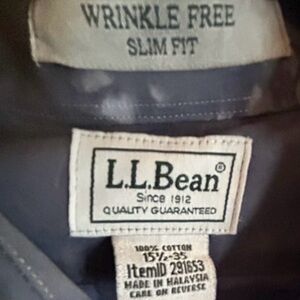 WRINKLE FREE
SLIM FIT
L.L.Bean®
Since 1912
QUALITY GUARANTEED
100% COTTON
15½-35
ItemID 291653
MADE IN MALAYSIA
CARE ON REVERSE